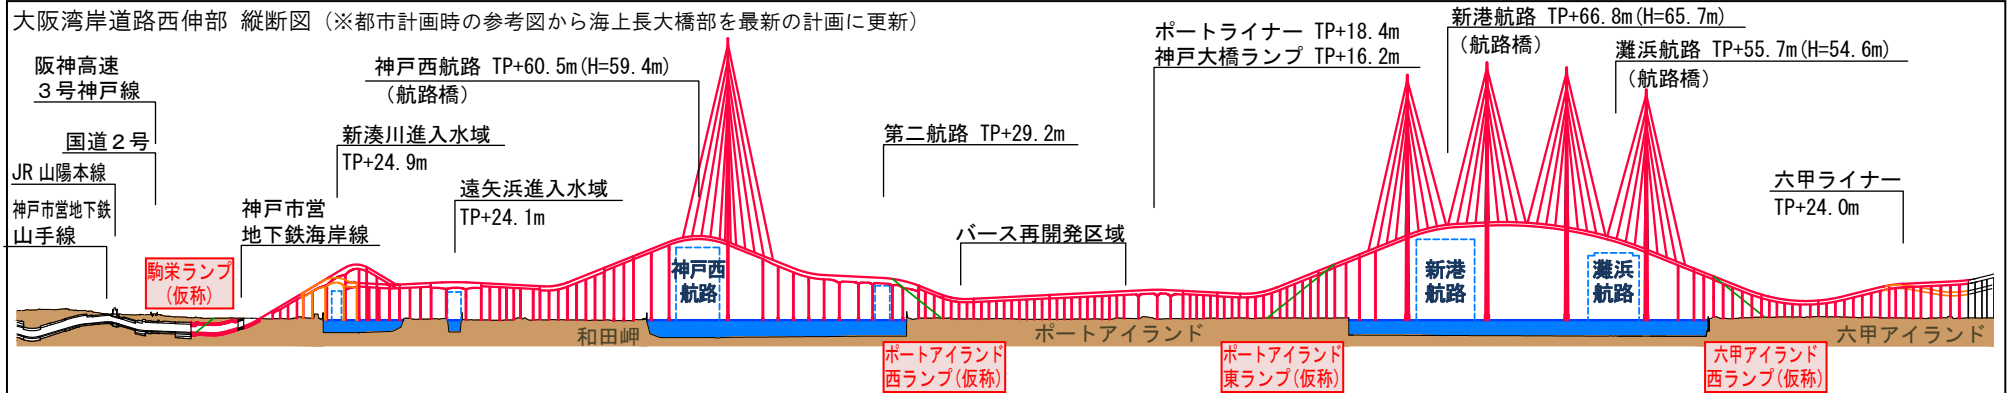 大阪湾岸道路西伸部 縦断図（※都市計画時の参考図から海上長大橋部を最新の計画に更新）
阪神高速
３号神戸線
国道２号
JR山陽本線
神戸市営地下鉄
山手線
駒栄ランプ
(仮称)
神戸市営
地下鉄海岸線
新湊川進入水域
TP+24.9m
遠矢浜進入水域
TP+24.1m
神戸西航路 TP+60.5m(H=59.4m)
（航路橋）
神戸西
航路
第二航路 TP+29.2m
バース再開発区域
ポートライナー TP+18.4m
神戸大橋ランプ TP+16.2m
新港航路 TP+66.8m(H=65.7m)
（航路橋）
灘浜航路 TP+55.7m(H=54.6m)
（航路橋）
新港
航路
灘浜
航路
六甲ライナー
TP+24.0m
和田岬
ポートアイランド
六甲アイランド
ポートアイランド
西ランプ(仮称)
ポートアイランド
東ランプ(仮称)
六甲アイランド
西ランプ(仮称)